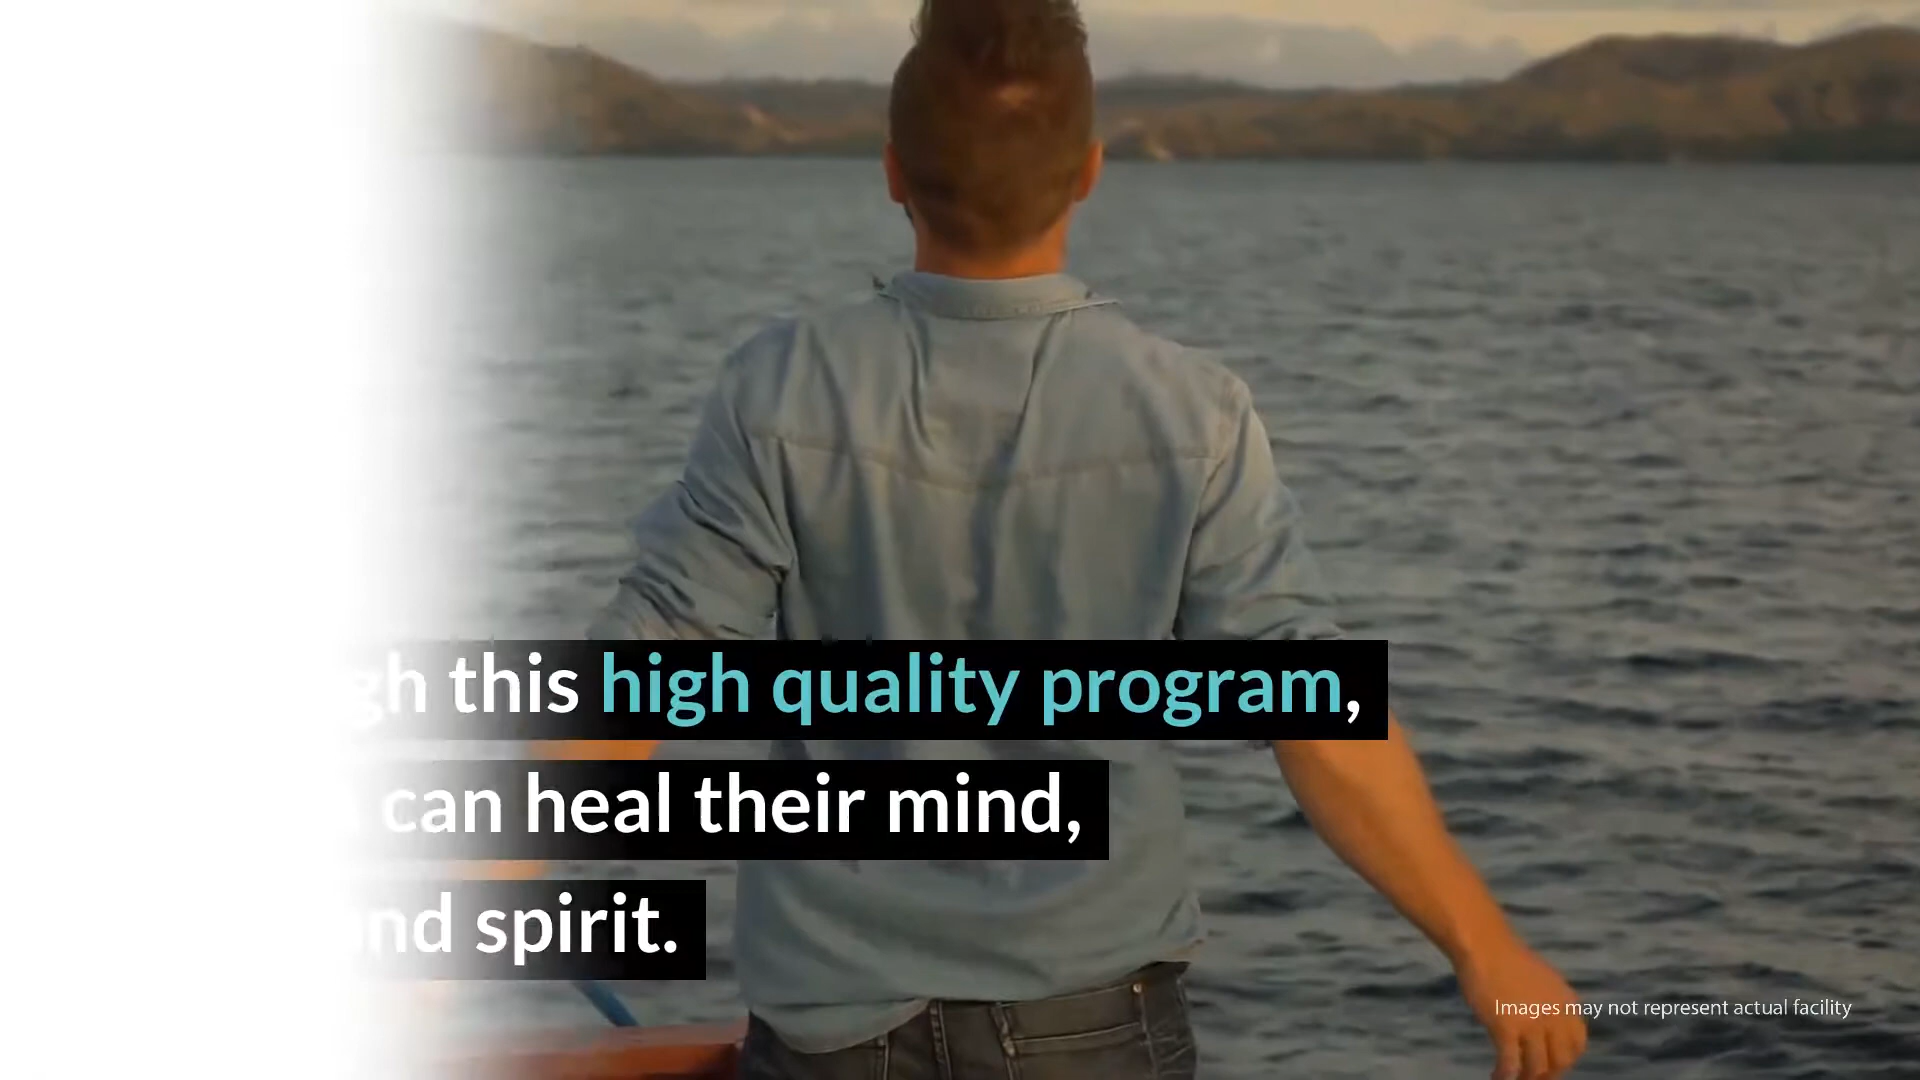 this high quality program,
can heal their mind,
spirit.
Images may not represent actual facility